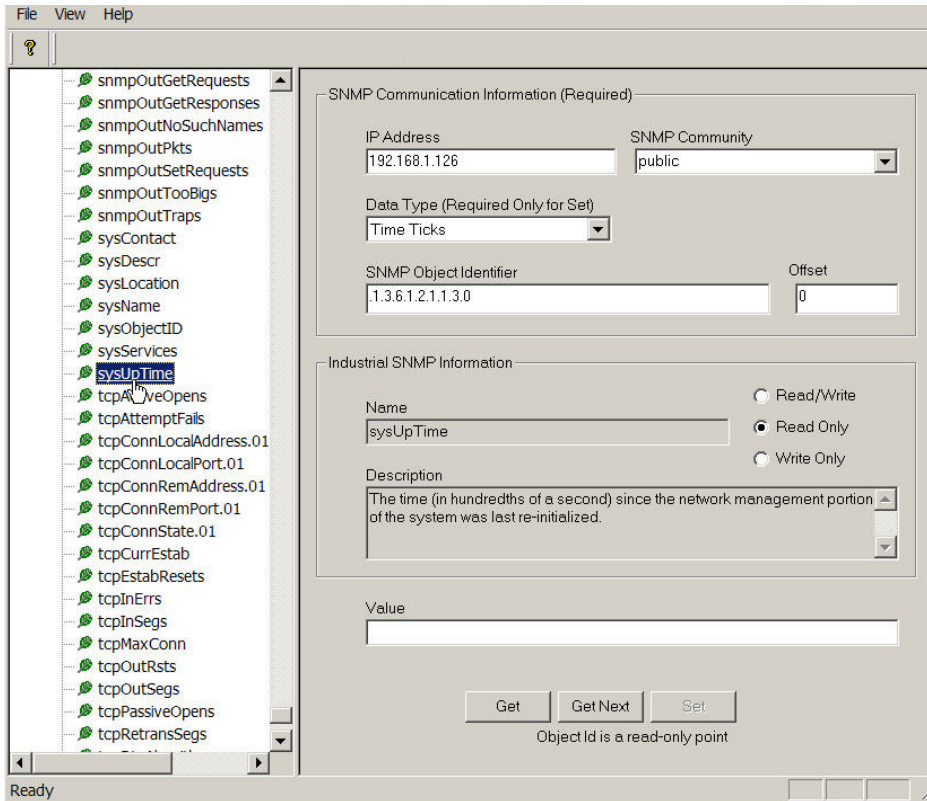 File View Help
?
snmpOutGetRequests
snmpOutGetResponses
snmpOutNoSuchNames
snmpOutPkts
snmpOutSetRequests
snmpOutTooBigs
snmpOutTraps
sysContact
sysDescr
sysLocation
sysName
sysObjectID
sysServices
sysUpTime
tcpAttemptFails
tcpConnLocalAddress.01
tcpConnLocalPort.01
tcpConnRemAddress.01
tcpConnRemPort.01
tcpConnState.01
tcpCurrEstab
tcpEstabResets
tcpInErrs
tcpInSegs
tcpMaxConn
tcpOutRsts
tcpOutSegs
tcpPassiveOpens
tcpRetransSegs
SNMP Communication Information (Required)
IP Address SNMP Community
192.168.1.126 public
Data Type (Required Only for Set)
Time Ticks
SNMP Object Identifier Offset
.1.3.6.1.2.1.1.3.0 0
Industrial SNMP Information
Read/Write
Name
sysUpTime Read Only
Write Only
Description
The time (in hundredths of a second) since the network management portion
of the system was last re-initialized.
Value
Get Get Next Set
Object Id is a read-only point
Ready